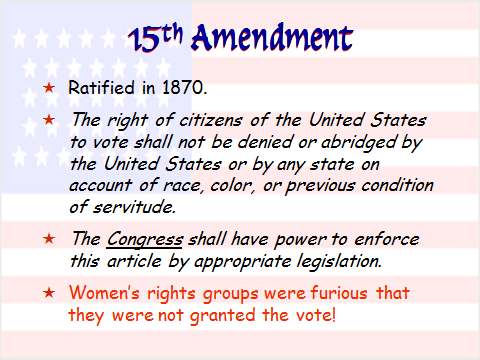 15th Amendment
Ratified in 1870.
The right of citizens of the United States
to vote shall not be denied or abridged by
the United States or by any state on
account of race, color, or previous condition
of servitude.
The Congress shall have power to enforce
this article by appropriate legislation.
Women's rights groups were furious that
they were not granted the vote!